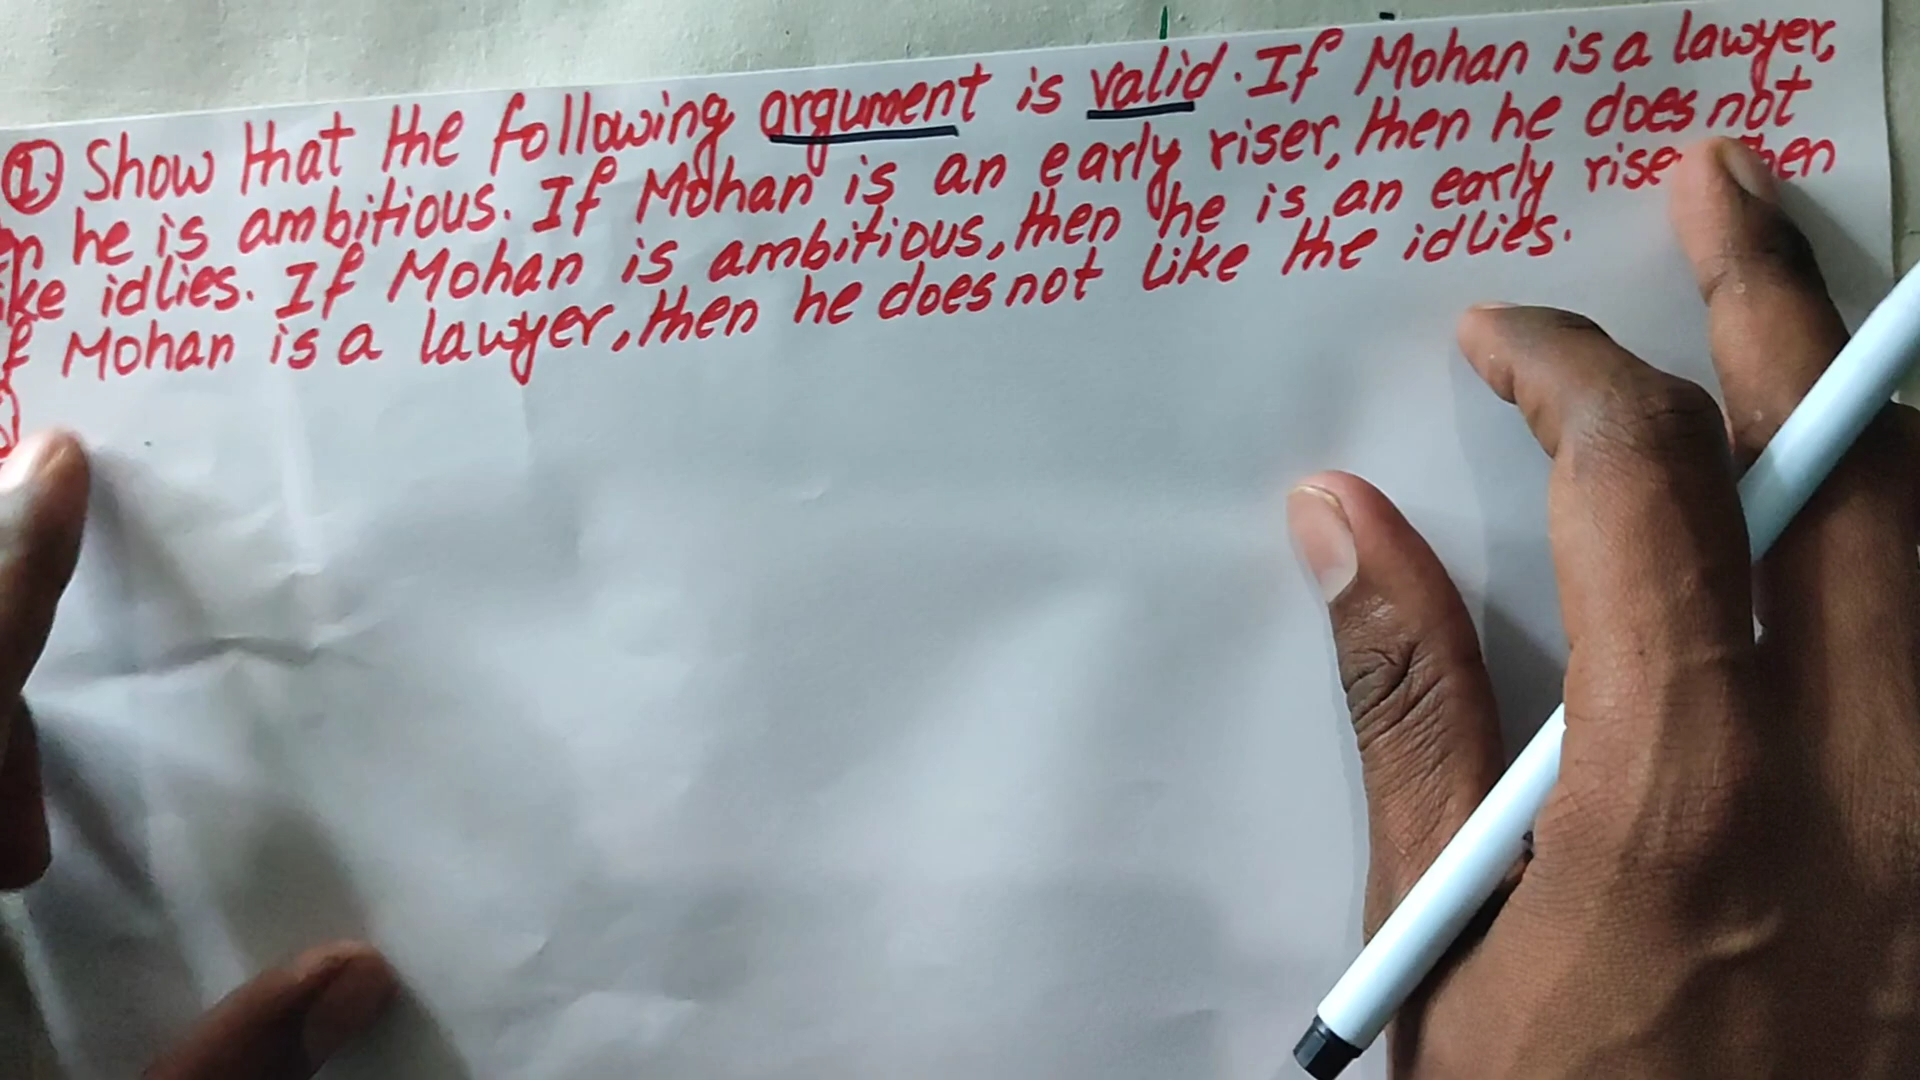 ① Show that the following argument is valid. If Mohan is a lawyer,
he is ambitious. If Mohan is an early riser, then he does not
idlies. If Mohan is ambitious, then he is an early
Mohan is a lawyer, then he does not like the idlies.